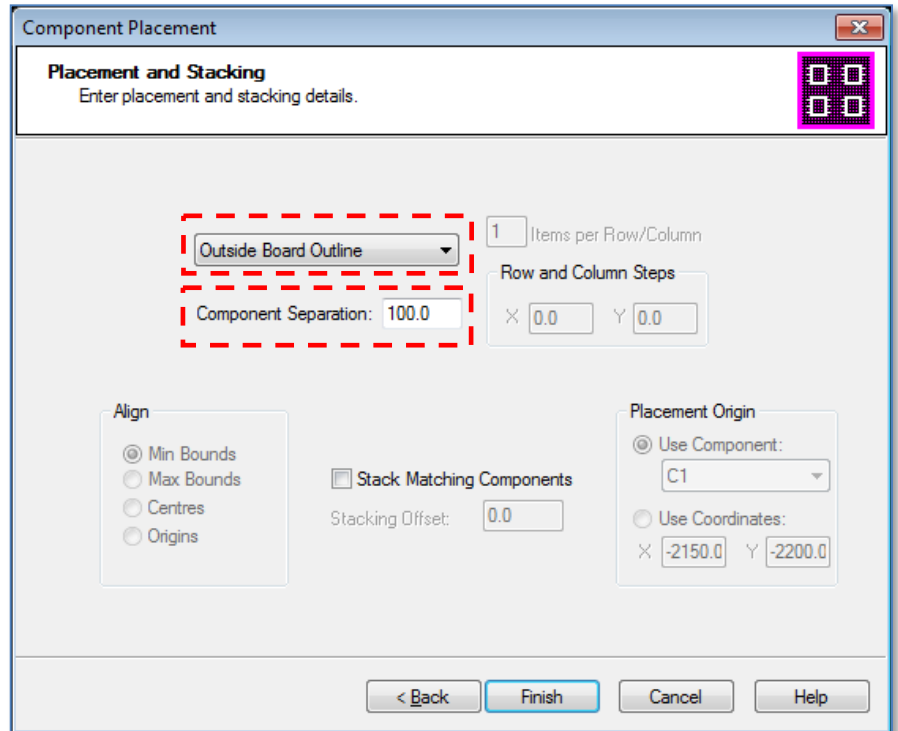 Component Placement
Placement and Stacking
Enter placement and stacking details.
Outside Board Outline
1 Items per Row/Column
Row and Column Steps
Component Separation: 100.0
X 0.0 Y 0.0
Align
Min Bounds
Max Bounds
Centres
Origins
Stack Matching Components
Stacking Offset: 0.0
Placement Origin
Use Component:
C1
Use Coordinates:
X -2150.0 Y -2200.0
< Back Finish Cancel Help